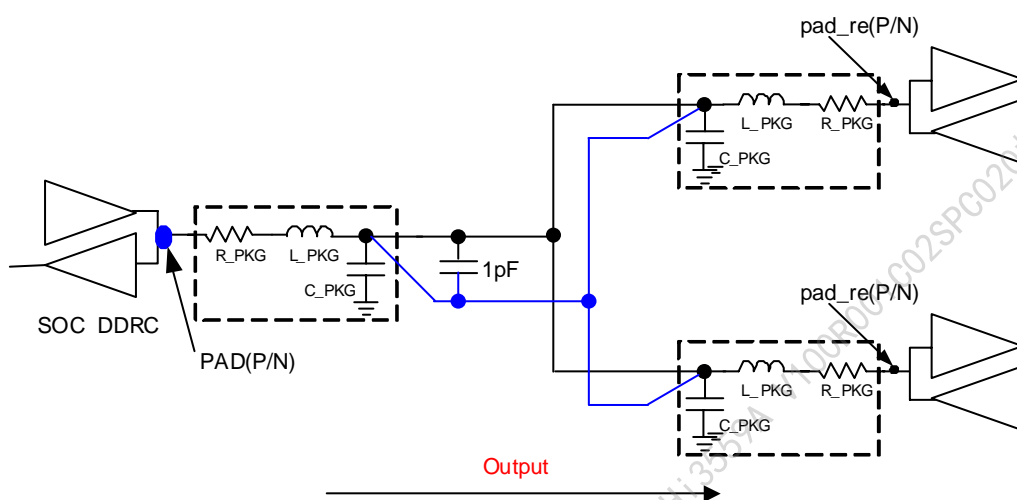 pad_re(P/N)
L_PKG
R_PKG
C_PKG
R_PKG
L_PKG
C_PKG
1pF
SOC DDRC
PAD(P/N)
pad_re(P/N)
L_PKG
R_PKG
C_PKG
Output